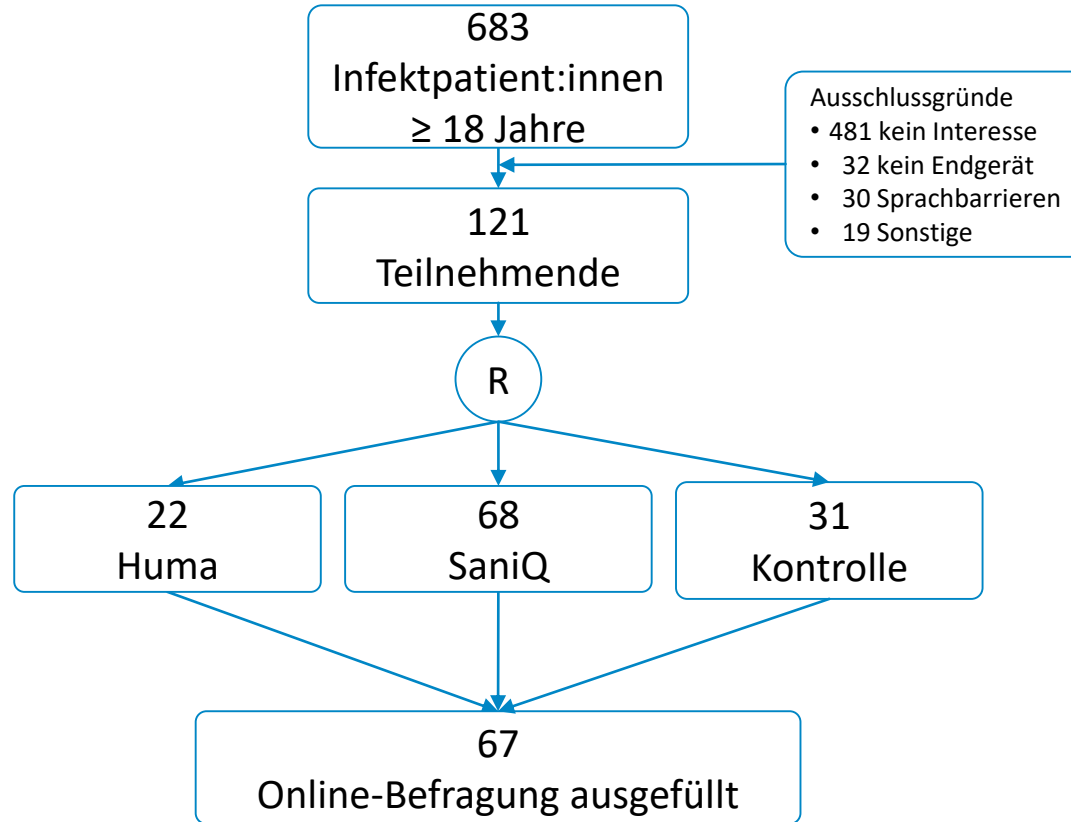 683
Infektpatient:innen
≥ 18 Jahre
Ausschlussgründe
• 481 kein Interesse
• 32 kein Endgerät
• 30 Sprachbarrieren
• 19 Sonstige
121
Teilnehmende
R
22
Huma
68
SaniQ
31
Kontrolle
67
Online-Befragung ausgefüllt